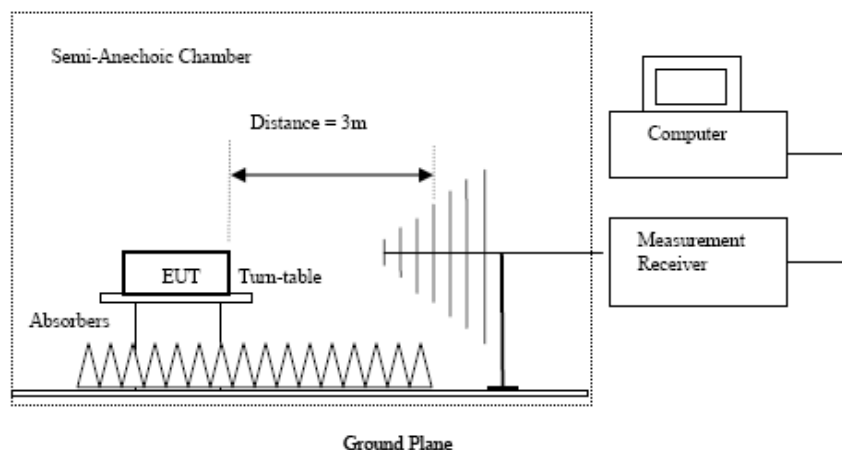 Semi-Anechoic Chamber
Distance = 3m
Computer
Measurement
Receiver
EUT
Turn-table
Absorbers
Ground Plane